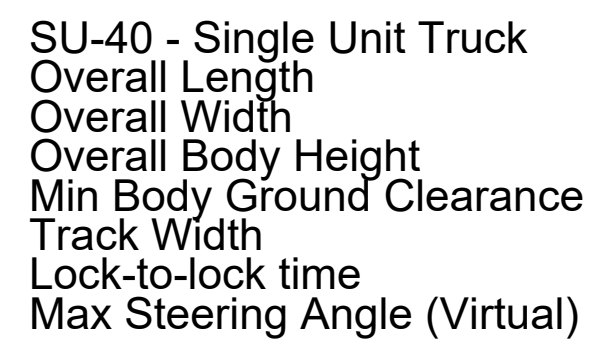 SU-40 - Single Unit Truck
Overall Length
Overall Width
Overall Body Height
Min Body Ground Clearance
Track Width
Lock-to-lock time
Max Steering Angle (Virtual)